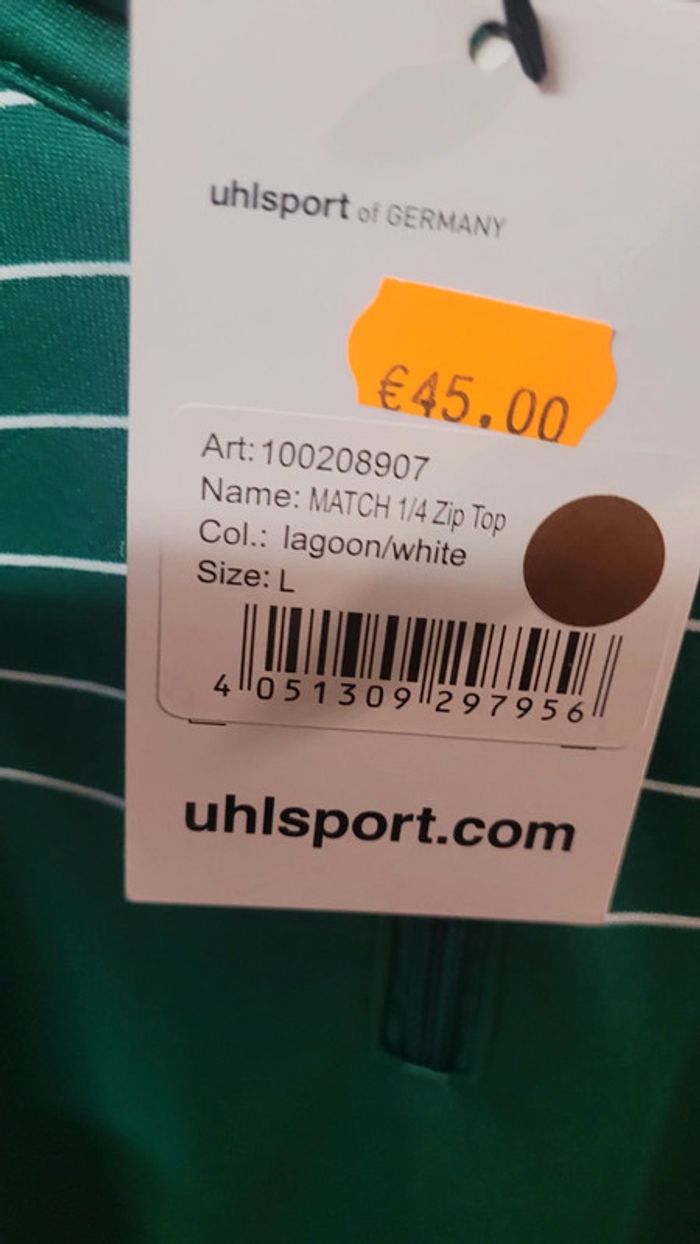 uhlsport of GERMANY
€45.00
Art: 100208907
Name: MATCH 1/4 Zip Top
Col.: lagoon/white
Size: L
4 051309 297956
uhlsport.com